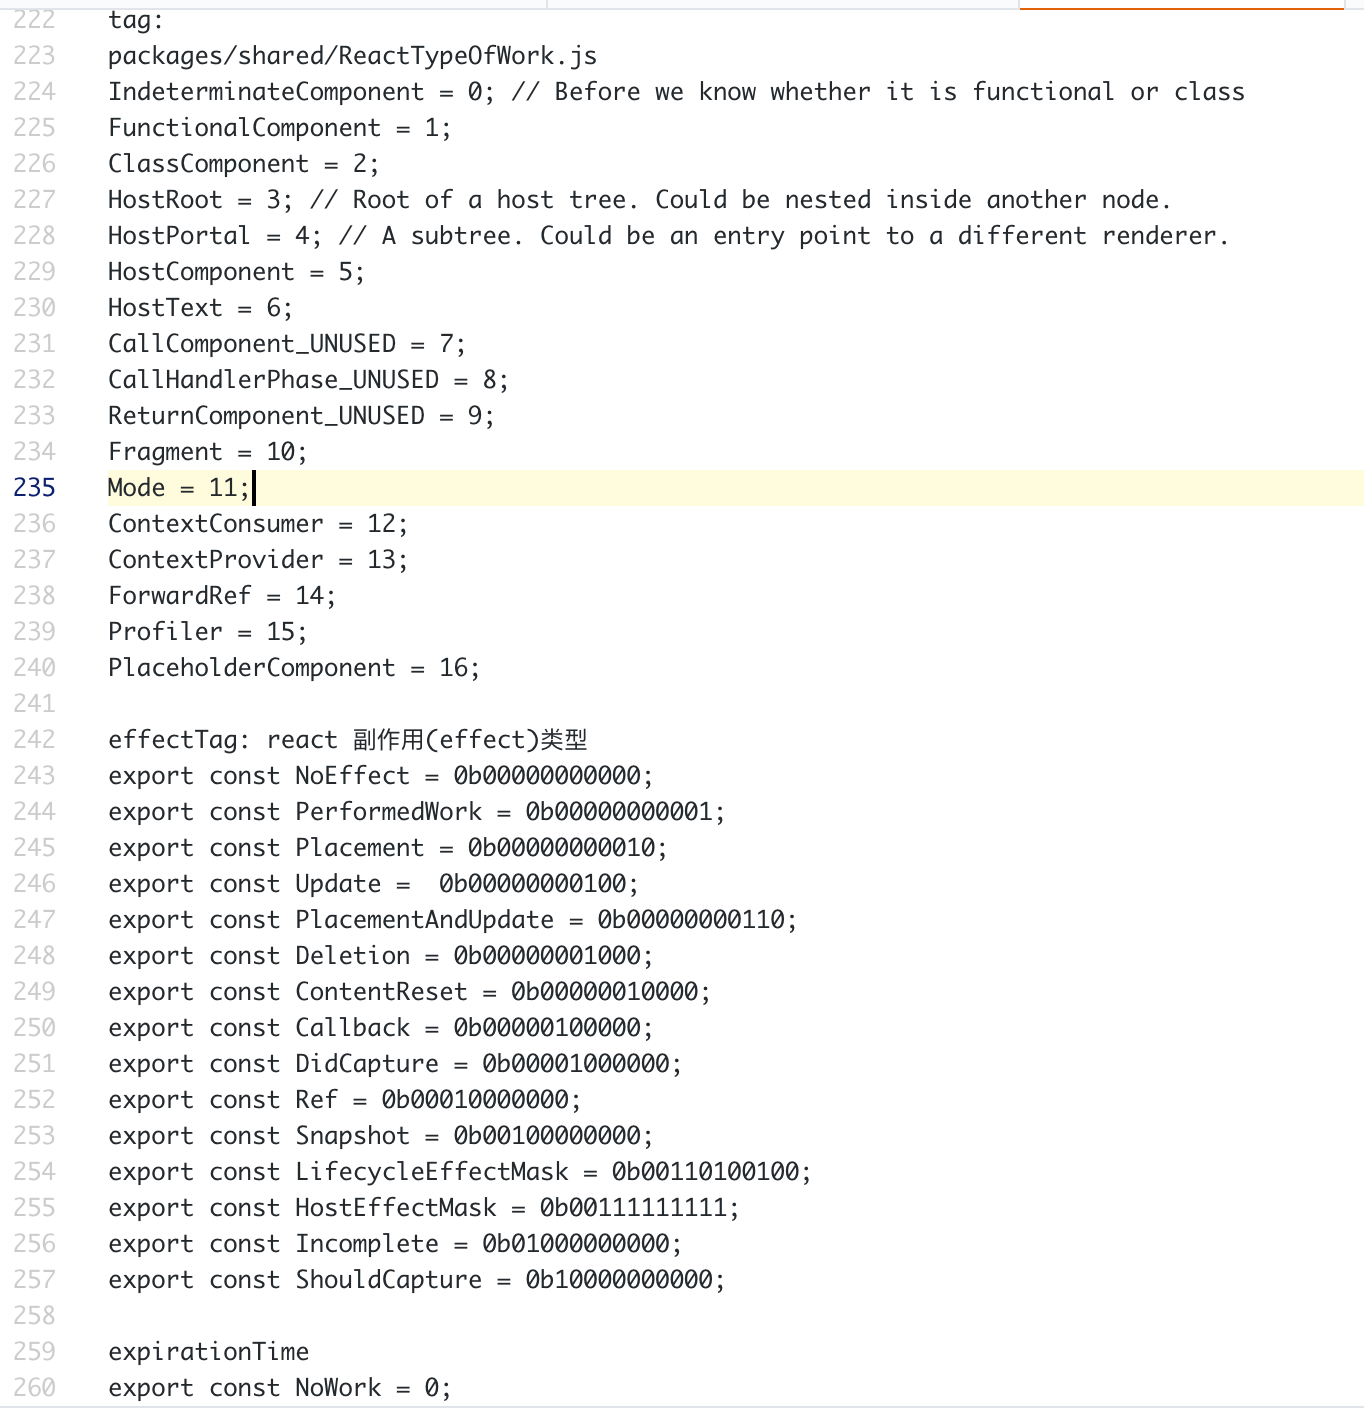 222 tag:
223 packages/shared/ReactTypeOfWork.js
224 IndeterminateComponent = 0; // Before we know whether it is functional or class
225 FunctionalComponent = 1;
226 ClassComponent = 2;
227 HostRoot = 3; // Root of a host tree. Could be nested inside another node.
228 HostPortal = 4; // A subtree. Could be an entry point to a different renderer.
229 HostComponent = 5;
230 HostText = 6;
231 CallComponent_UNUSED = 7;
232 CallHandlerPhase_UNUSED = 8;
233 ReturnComponent_UNUSED = 9;
234 Fragment = 10;
235 Mode = 11;
236 ContextConsumer = 12;
237 ContextProvider = 13;
238 ForwardRef = 14;
239 Profiler = 15;
240 PlaceholderComponent = 16;
241
242 effectTag: react 副作用(effect)类型
243 export const NoEffect = 0b00000000000;
244 export const PerformedWork = 0b00000000001;
245 export const Placement = 0b00000000010;
246 export const Update =  0b00000000100;
247 export const PlacementAndUpdate = 0b00000000110;
248 export const Deletion = 0b00000001000;
249 export const ContentReset = 0b00000010000;
250 export const Callback = 0b00000100000;
251 export const DidCapture = 0b00001000000;
252 export const Ref = 0b00010000000;
253 export const Snapshot = 0b00100000000;
254 export const LifecycleEffectMask = 0b00110100100;
255 export const HostEffectMask = 0b00111111111;
256 export const Incomplete = 0b01000000000;
257 export const ShouldCapture = 0b10000000000;
258
259 expirationTime
260 export const NoWork = 0;